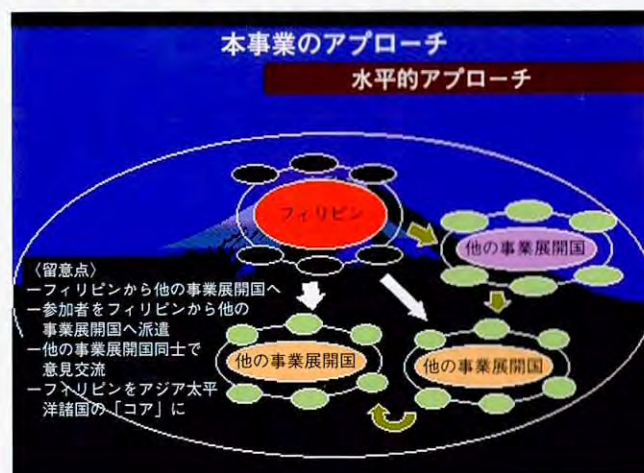 本事業のアプローチ
水平的アプローチ
フィリピン
他の事業展開国
〈留意点〉
ーフィリピンから他の事業展開国へ
ー参加者をフィリピンから他の
事業展開国へ派遣
ー他の事業展開国同士で
意見交流
ーフィリピンをアジア太平
洋諸国の「コア」に
他の事業展開国
他の事業展開国